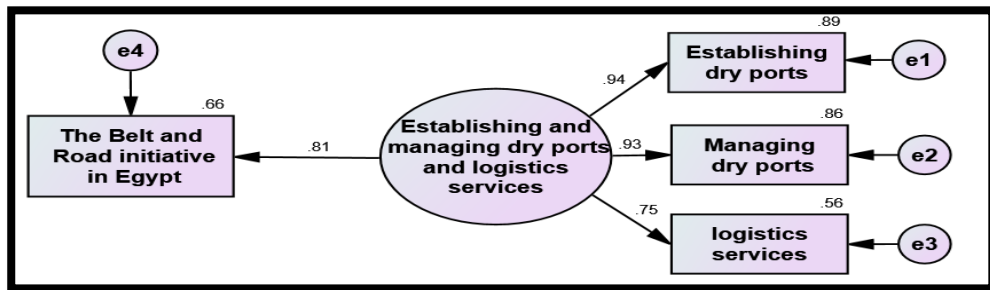 e4
.66
The Belt and
Road initiative
in Egypt
.81
Establishing and
managing dry ports
and logistics
services
.94
.93
.75
.89
Establishing
dry ports
e1
.86
Managing
dry ports
e2
.56
logistics
services
e3